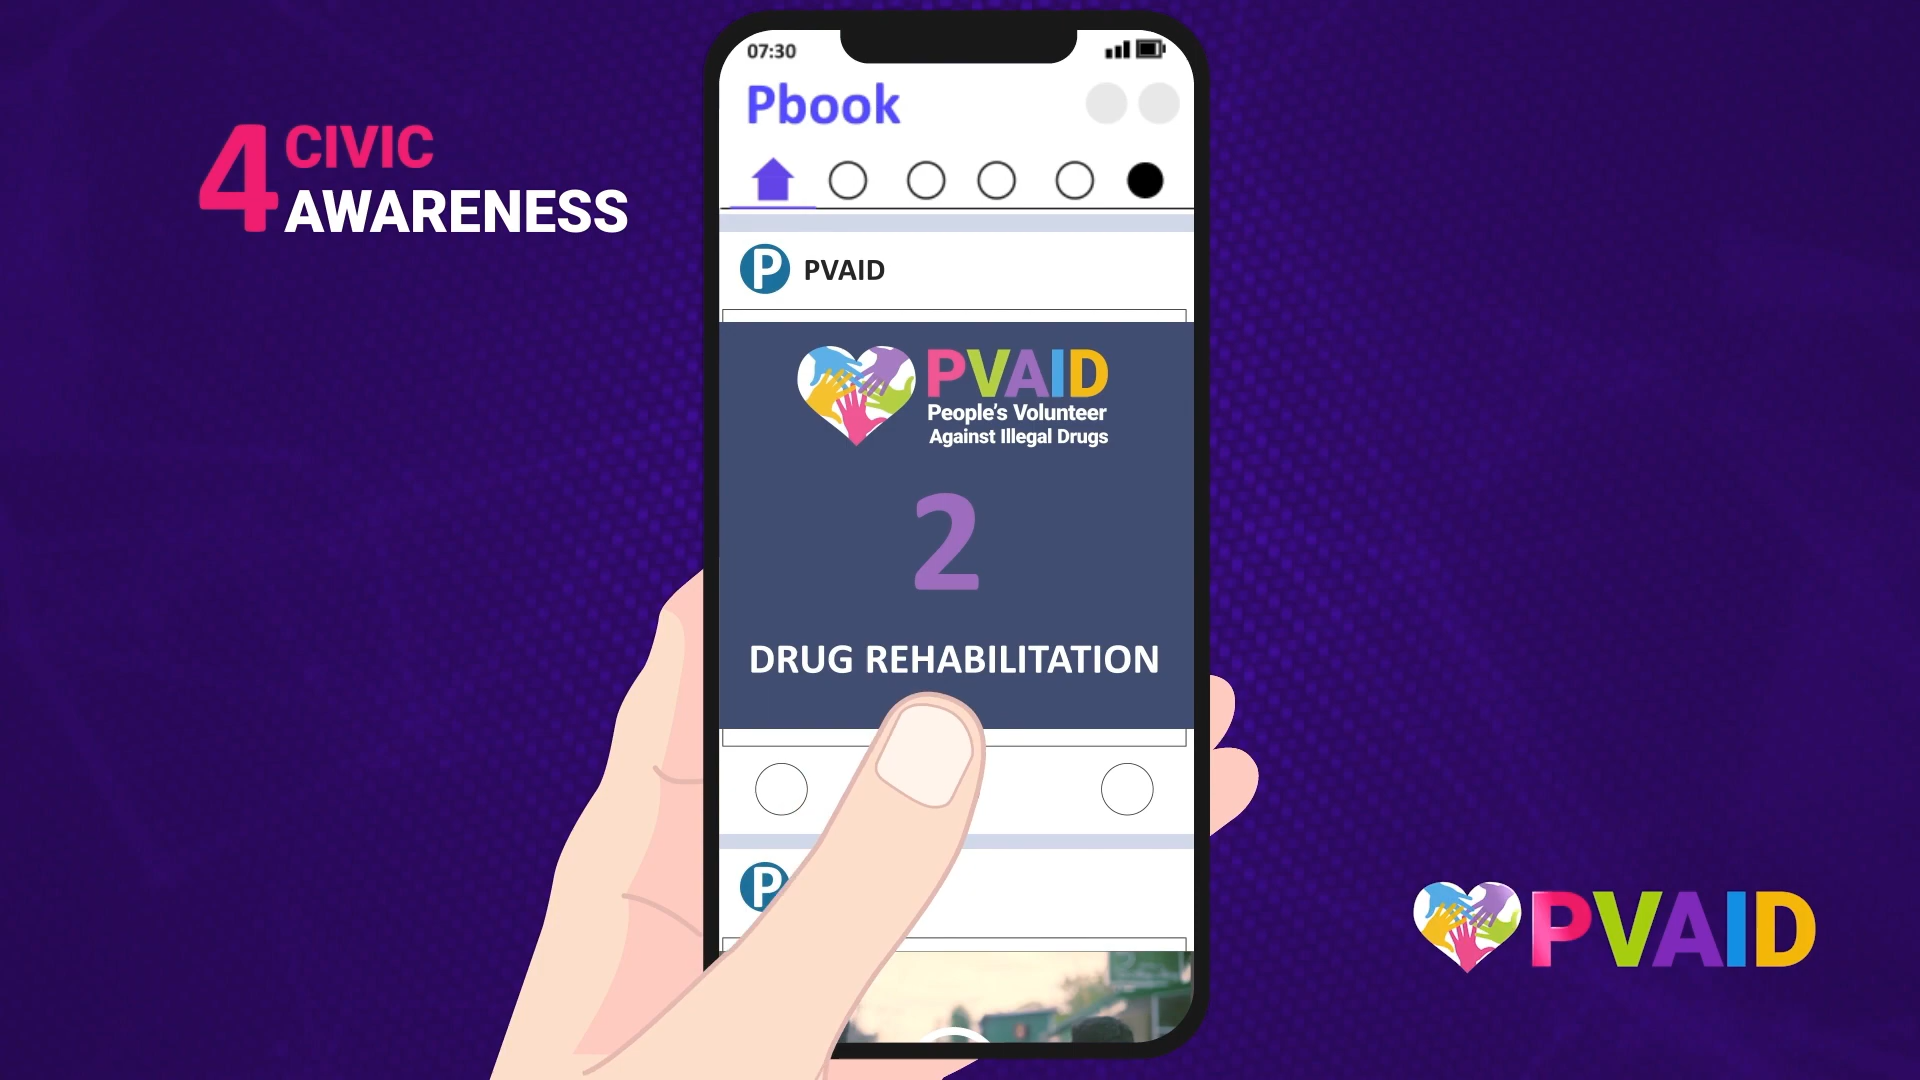 4 CIVIC
AWARENESS
07:30
Pbook
P PVAID
PVAID
People's Volunteer
Against Illegal Drugs
2
DRUG REHABILITATION
P
PVAID